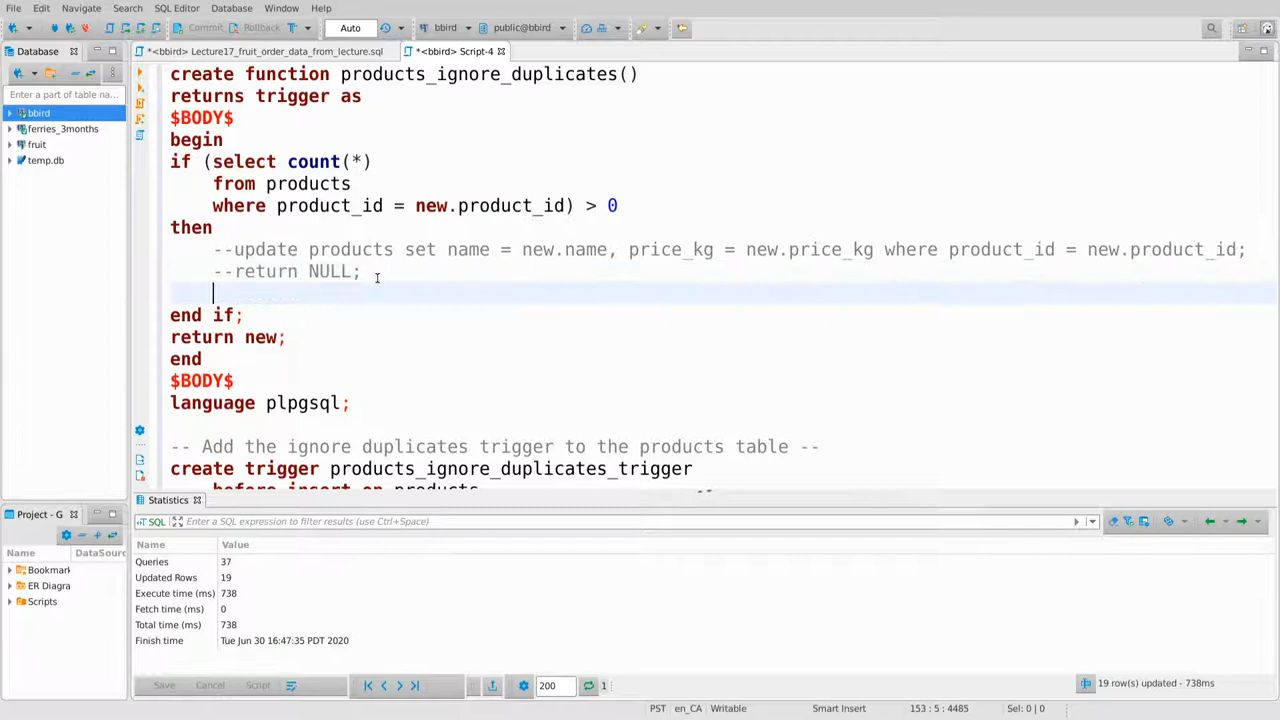 File Edit Navigate Search SQL Editor Database Window Help
Commit Rollback Auto bbird public@bbird
Database *<bbird> Lecture17_fruit_order_data_from_lecture.sql *<bbird> Script-4
Enter a part of table na...
bbird
ferries_3months
fruit
temp.db
create function products_ignore_duplicates()
returns trigger as
$BODY$
begin
if (select count(*)
from products
where product_id = new.product_id) > 0
then
--update products set name = new.name, price_kg = new.price_kg where product_id = new.product_id;
--return NULL;
end if;
return new;
end
$BODY$
language plpgsql;
-- Add the ignore duplicates trigger to the products table --
create trigger products_ignore_duplicates_trigger
before insert on products
Project - G
Name DataSourc
Bookmark
ER Diagra
Scripts
Statistics
SQL Enter a SQL expression to filter results (use Ctrl+Space)
Name Value
Queries 37
Updated Rows 19
Execute time (ms) 738
Fetch time (ms) 0
Total time (ms) 738
Finish time Tue Jun 30 16:47:35 PDT 2020
Save Cancel Script 200 1 19 row(s) updated - 738ms
PST en_CA Writable Smart Insert 153 : 5 : 4485 Sel: 0 | 0